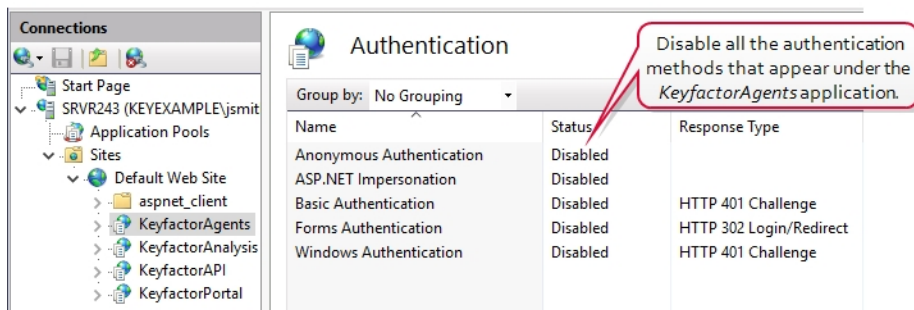 Connections
Start Page
SRVR243 (KEYEXAMPLE\jsmit
Application Pools
Sites
Default Web Site
aspnet_client
KeyfactorAgents
KeyfactorAnalysis
KeyfactorAPI
KeyfactorPortal
Authentication
Disable all the authentication
methods that appear under the
KeyfactorAgents application.
Group by: No Grouping
Name Status Response Type
Anonymous Authentication Disabled
ASP.NET Impersonation Disabled
Basic Authentication Disabled HTTP 401 Challenge
Forms Authentication Disabled HTTP 302 Login/Redirect
Windows Authentication Disabled HTTP 401 Challenge